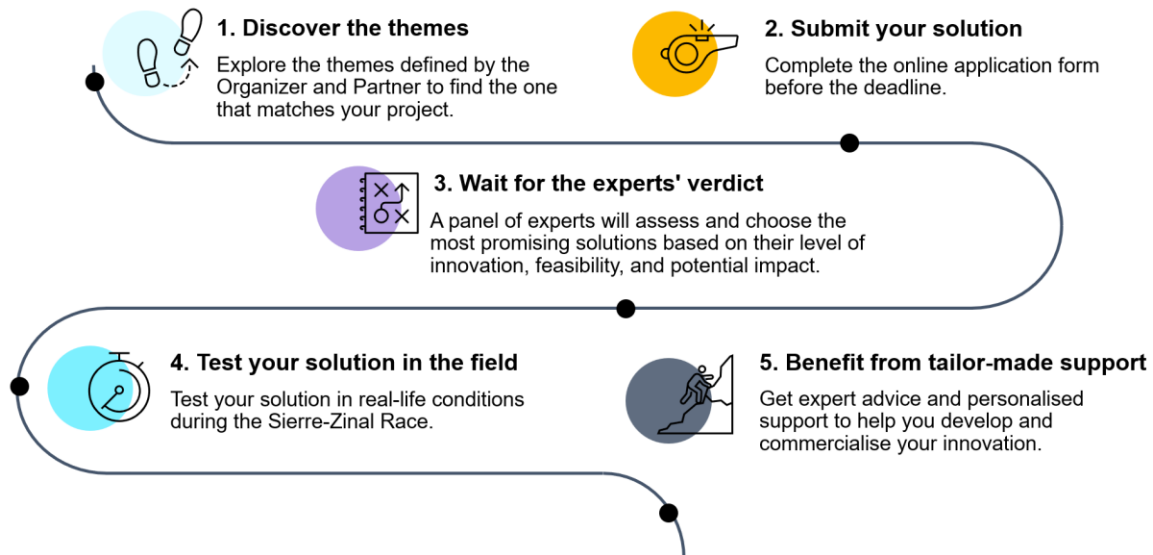 1. Discover the themes
Explore the themes defined by the
Organizer and Partner to find the one
that matches your project.
2. Submit your solution
Complete the online application form
before the deadline.
3. Wait for the experts' verdict
A panel of experts will assess and choose the
most promising solutions based on their level of
innovation, feasibility, and potential impact.
4. Test your solution in the field
Test your solution in real-life conditions
during the Sierre-Zinal Race.
5. Benefit from tailor-made support
Get expert advice and personalised
support to help you develop and
commercialise your innovation.